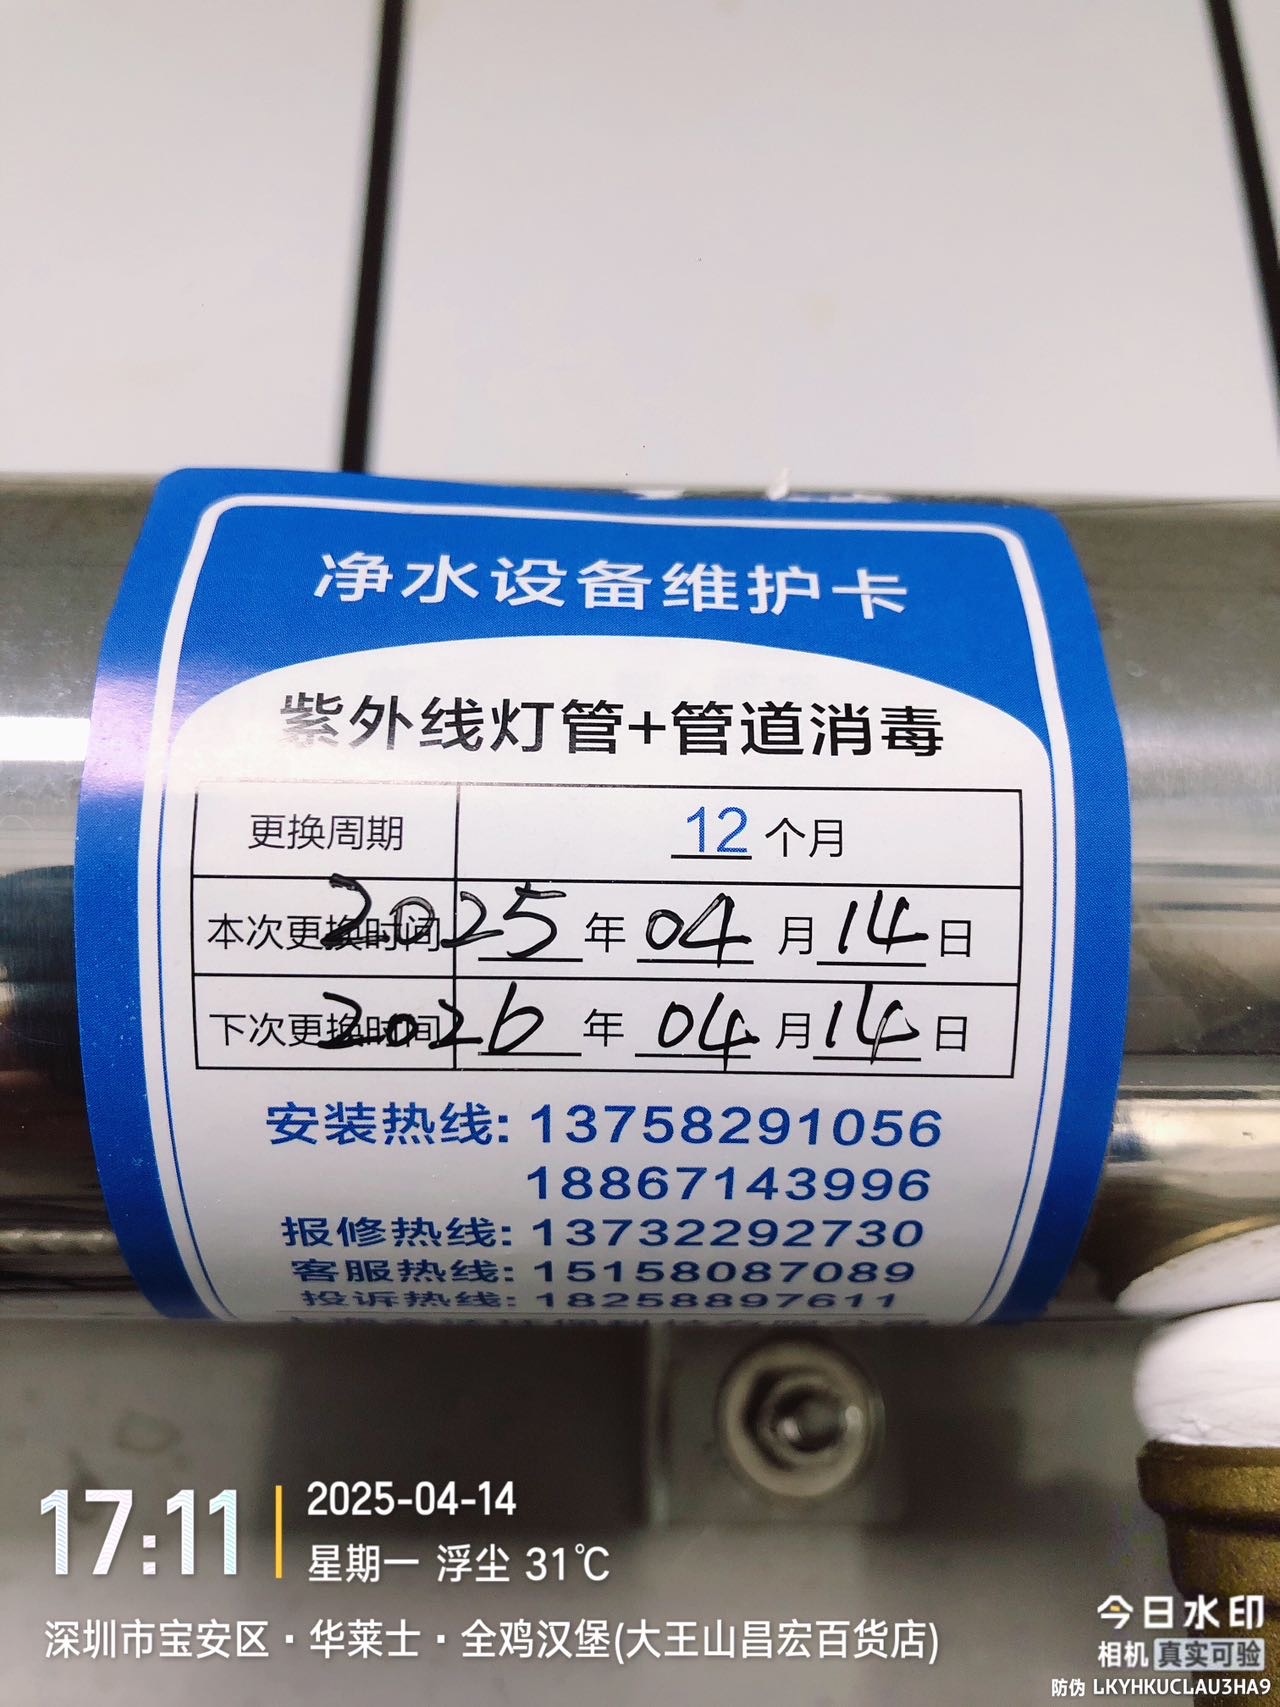 净水设备维护卡
紫外线灯管+管道消毒
更换周期 12 个月
本次更换时间 2025 年 04 月 14 日
下次更换时间 2026 年 04 月 14 日
安装热线: 13758291056
18867143996
报修热线: 13732292730
客服热线: 15158087089
投诉热线: 18258897611
17:11
2025-04-14
星期一 浮尘 31℃
深圳市宝安区·华莱士·全鸡汉堡(大王山昌宏百货店)
今日水印
相机 真实可验
防伪 LKYHKUCLAU3HA9